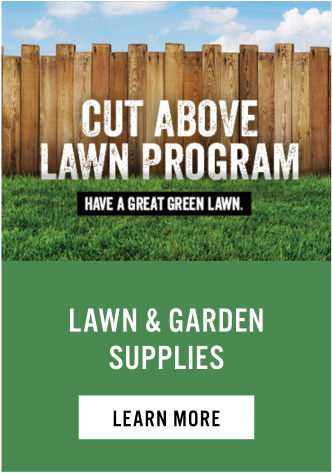 CUT ABOVE
LAWN PROGRAM
HAVE A GREAT GREEN LAWN.
LAWN & GARDEN
SUPPLIES
LEARN MORE